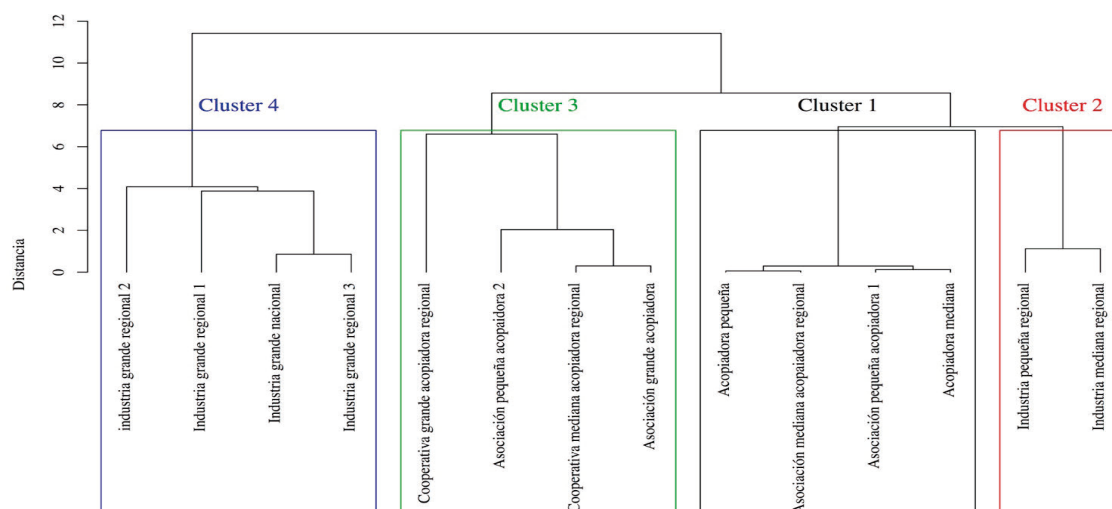 12
10
8
6
4
2
0
Distancia
Cluster 4
Cluster 3
Cluster 1
Cluster 2
industria grande regional 2
Industria grande regional 1
Industria grande nacional
Industria grande regional 3
Cooperativa grande acopiadora regional
Asociación pequeña acopaidora 2
Cooperativa mediana acopiadora regional
Asociación grande acopiadora
Acopiadora pequeña
Asociación mediana acopaiadora regional
Asociación pequeña acopiadora 1
Acopiadora mediana
Industria pequeña regional
Industria mediana regional